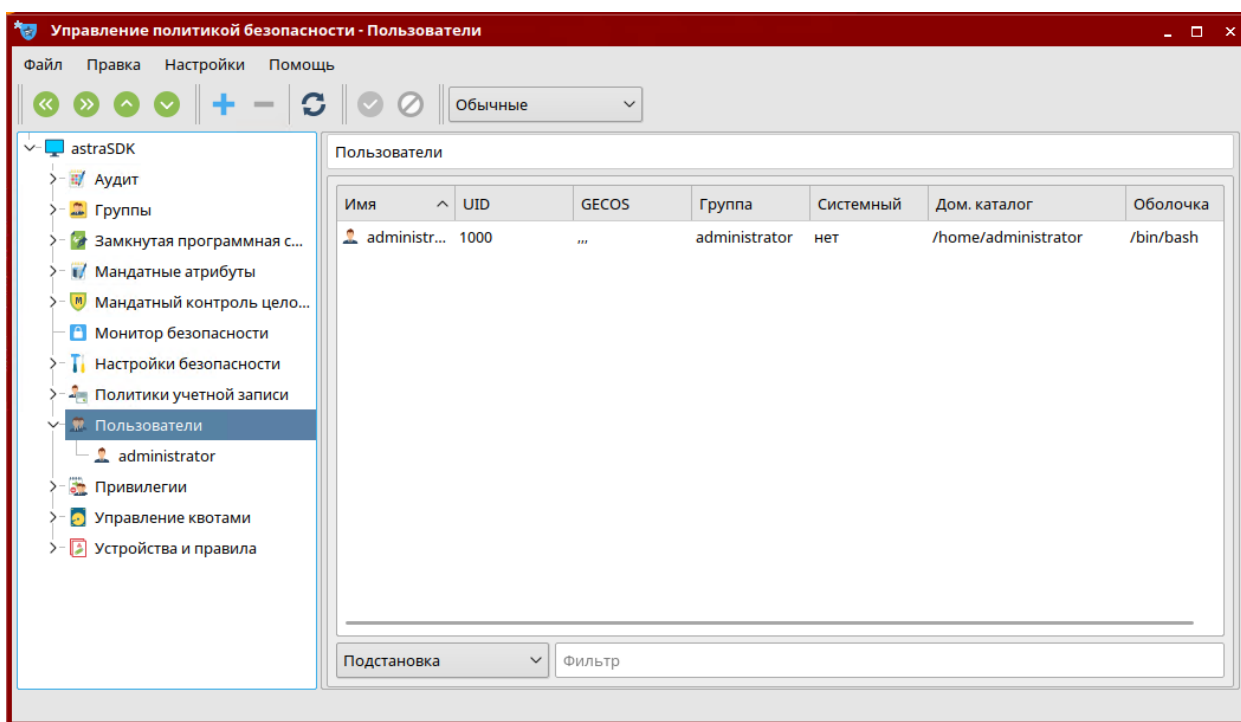 Управление политикой безопасности - Пользователи
Файл Правка Настройки Помощь
Обычные
astraSDK
Аудит
Группы
Замкнутая программная с...
Мандатные атрибуты
Мандатный контроль цело...
Монитор безопасности
Настройки безопасности
Политики учетной записи
Пользователи
administrator
Привилегии
Управление квотами
Устройства и правила
Пользователи
Имя UID GECOS Группа Системный Дом. каталог Оболочка
administr... 1000 ,,, administrator нет /home/administrator /bin/bash
Подстановка Фильтр